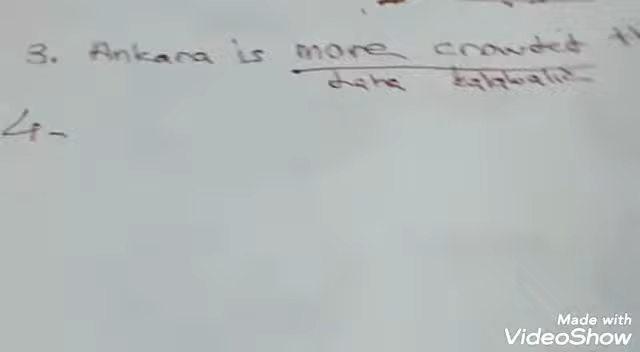 3. Ankara is more crowded
daha kalabalık
4-
Made with
VideoShow